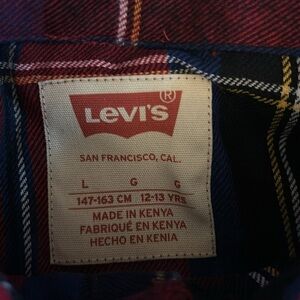 LEVI'S ®
SAN FRANCISCO, CAL.
L G G
147-163 CM 12-13 YRS
MADE IN KENYA
FABRIQUÉ EN KENYA
HECHO EN KENIA